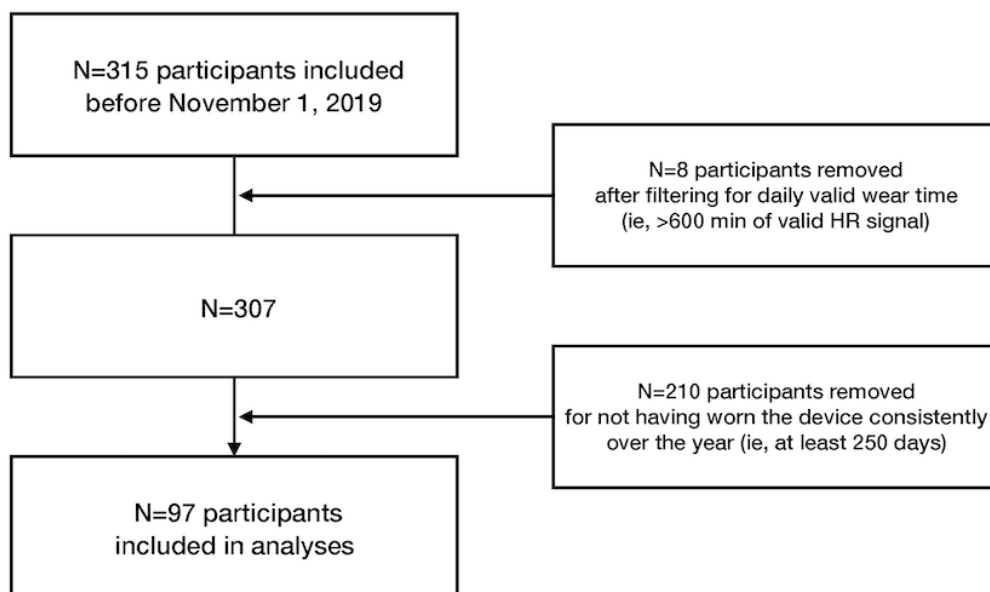 N=315 participants included
before November 1, 2019
N=8 participants removed
after filtering for daily valid wear time
(ie, >600 min of valid HR signal)
N=307
N=210 participants removed
for not having worn the device consistently
over the year (ie, at least 250 days)
N=97 participants
included in analyses